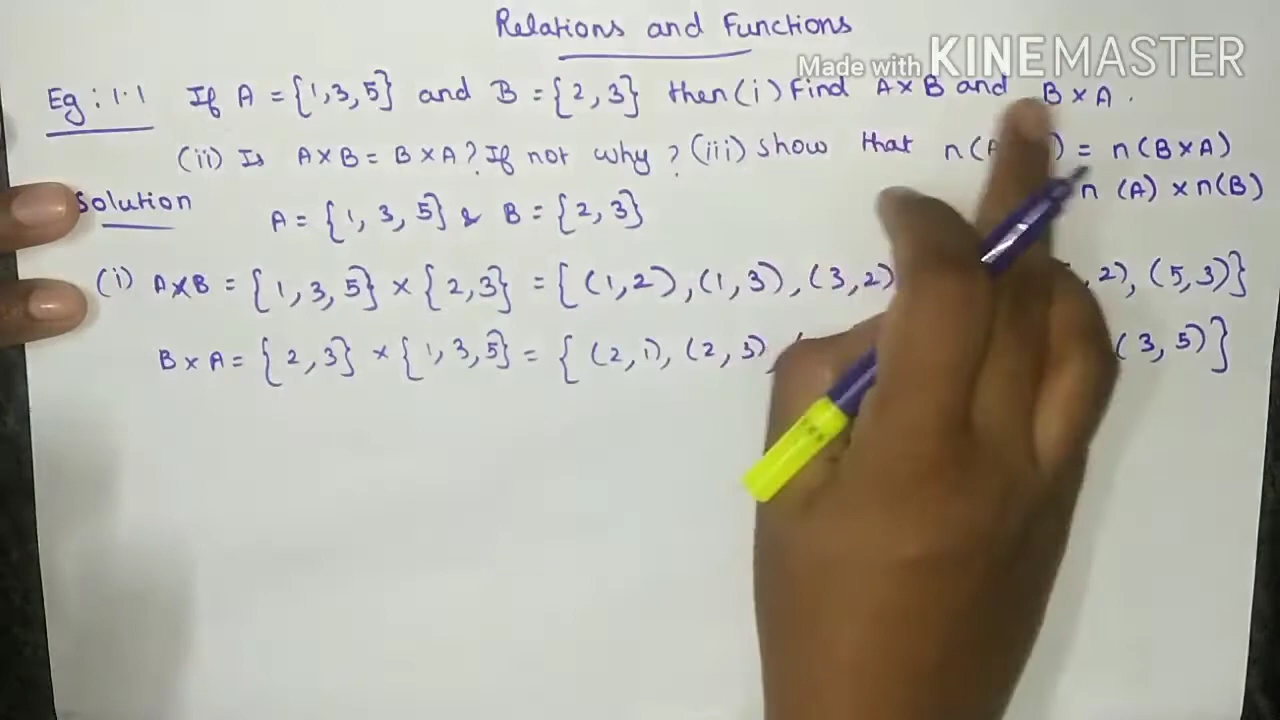 Relations and Functions
Made with KINEMASTER
Eg : 1.1 If A = {1,3,5} and B = {2,3} then (i) Find A×B and B × A .
(ii) Is A×B = B×A? If not why ? (iii) show that n(A ) = n(B×A)
n (A) × n(B)
Solution
A = {1, 3, 5} & B = {2, 3}
(i) A×B = {1, 3, 5} × {2,3} = {(1,2), (1,3), (3,2) , 2), (5,3)}
B × A = {2, 3} × {1, 3, 5} = { (2,1), (2, 3), (3, 5)}